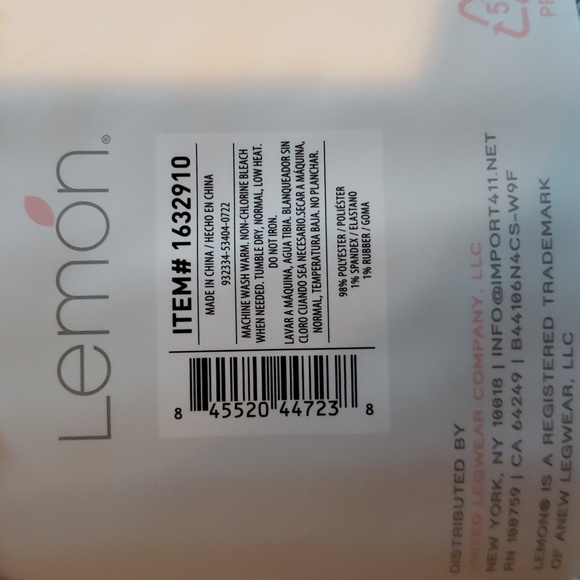 Lemon®
ITEM# 1632910
MADE IN CHINA / HECHO EN CHINA
932334-53404-0722
MACHINE WASH WARM. NON-CHLORINE BLEACH
WHEN NEEDED. TUMBLE DRY, NORMAL, LOW HEAT.
DO NOT IRON.
LAVAR A MÁQUINA, AGUA TIBIA. BLANQUEADOR SIN
CLORO CUANDO SEA NECESARIO.SECAR A MÁQUINA,
NORMAL, TEMPERATURA BAJA. NO PLANCHAR.
98% POLYESTER / POLIÉSTER
1% SPANDEX / ELASTANO
1% RUBBER / GOMA
8 45520 44723 8
5
DISTRIBUTED BY
UNITED LEGWEAR COMPANY, LLC
NEW YORK, NY 10018 | INFO@IMPORT411.NET
RN 100759 | CA 64249 | B44106N4CS-W9F
LEMON® IS A REGISTERED TRADEMARK
OF ANEW LEGWEAR, LLC